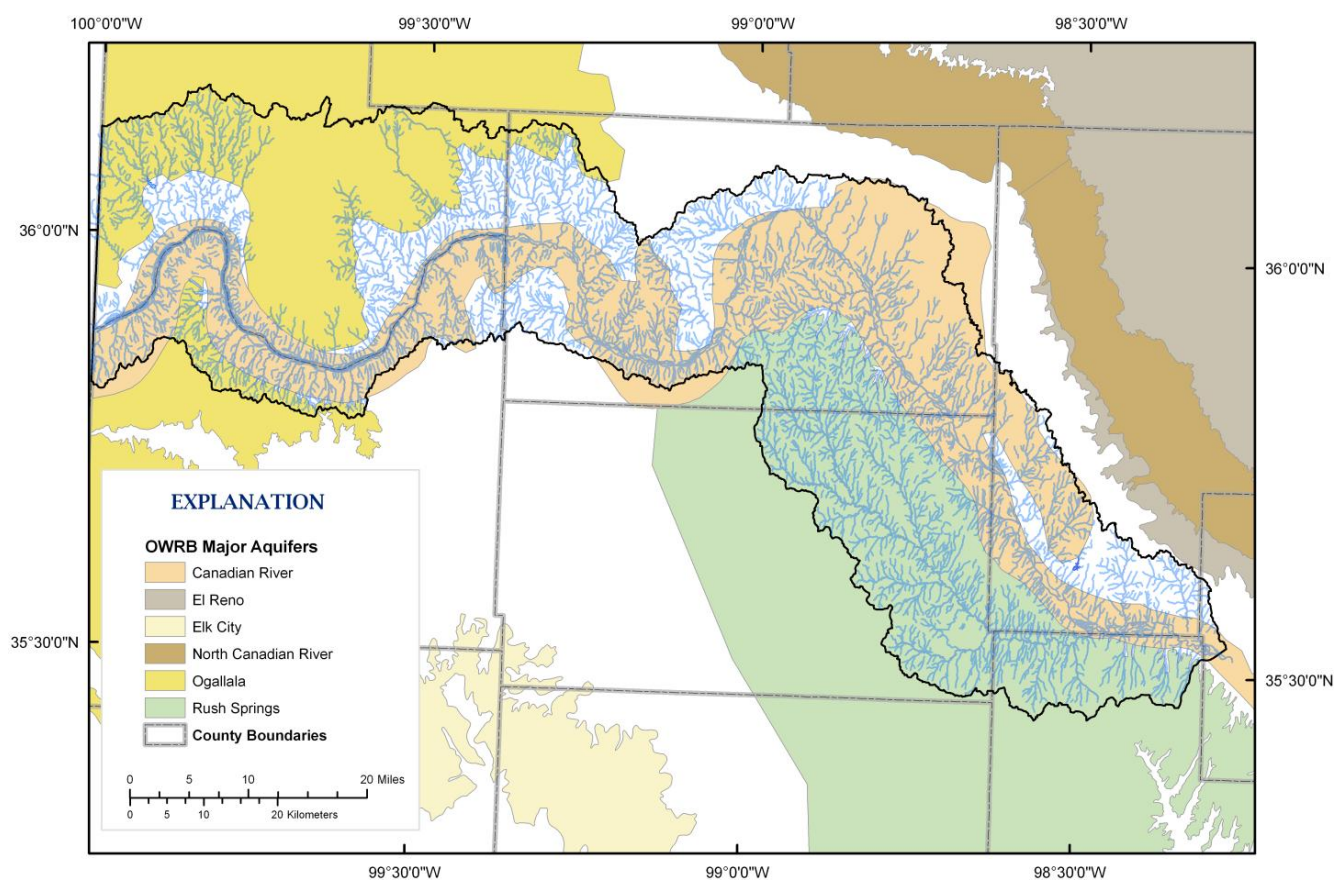 100°0'0"W 99°30'0"W 99°0'0"W 98°30'0"W
36°0'0"N
36°0'0"N
EXPLANATION
OWRB Major Aquifers
Canadian River
El Reno
Elk City
North Canadian River
Ogallala
Rush Springs
County Boundaries
0 5 10 20 Miles
0 5 10 20 Kilometers
35°30'0"N
35°30'0"N
99°30'0"W 99°0'0"W 98°30'0"W